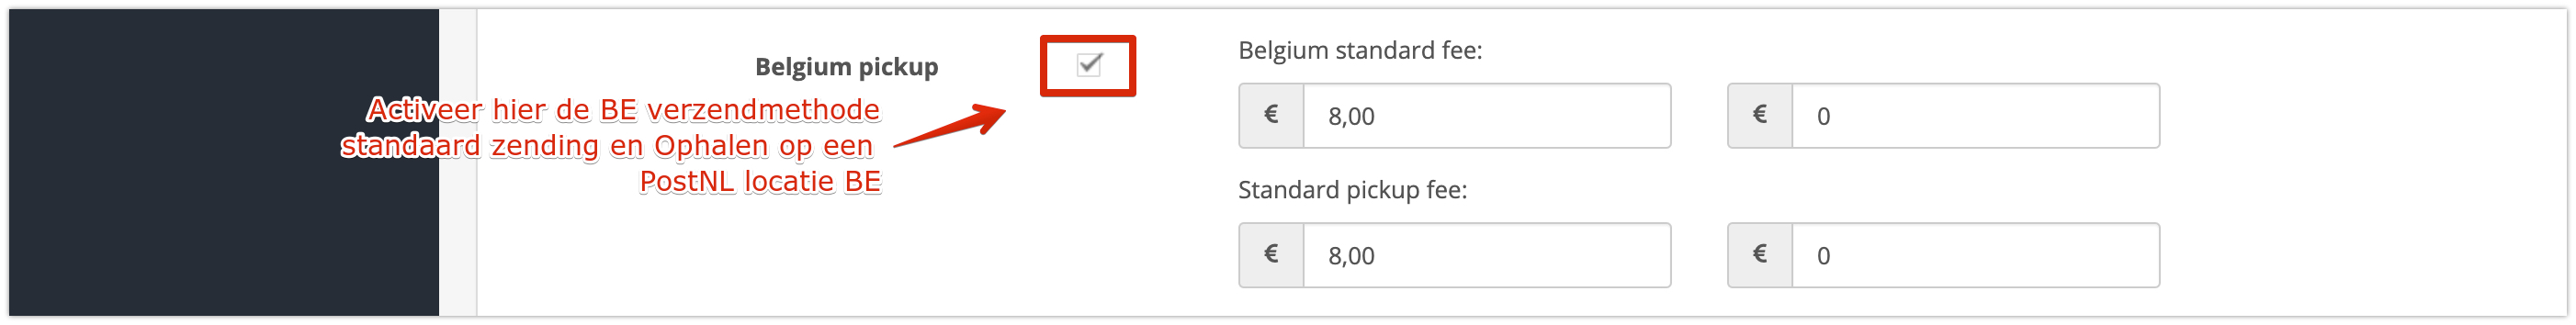 Belgium pickup
Activeer hier de BE verzendmethode
standaard zending en Ophalen op een
PostNL locatie BE
Belgium standard fee:
€ 8,00 € 0
Standard pickup fee:
€ 8,00 € 0